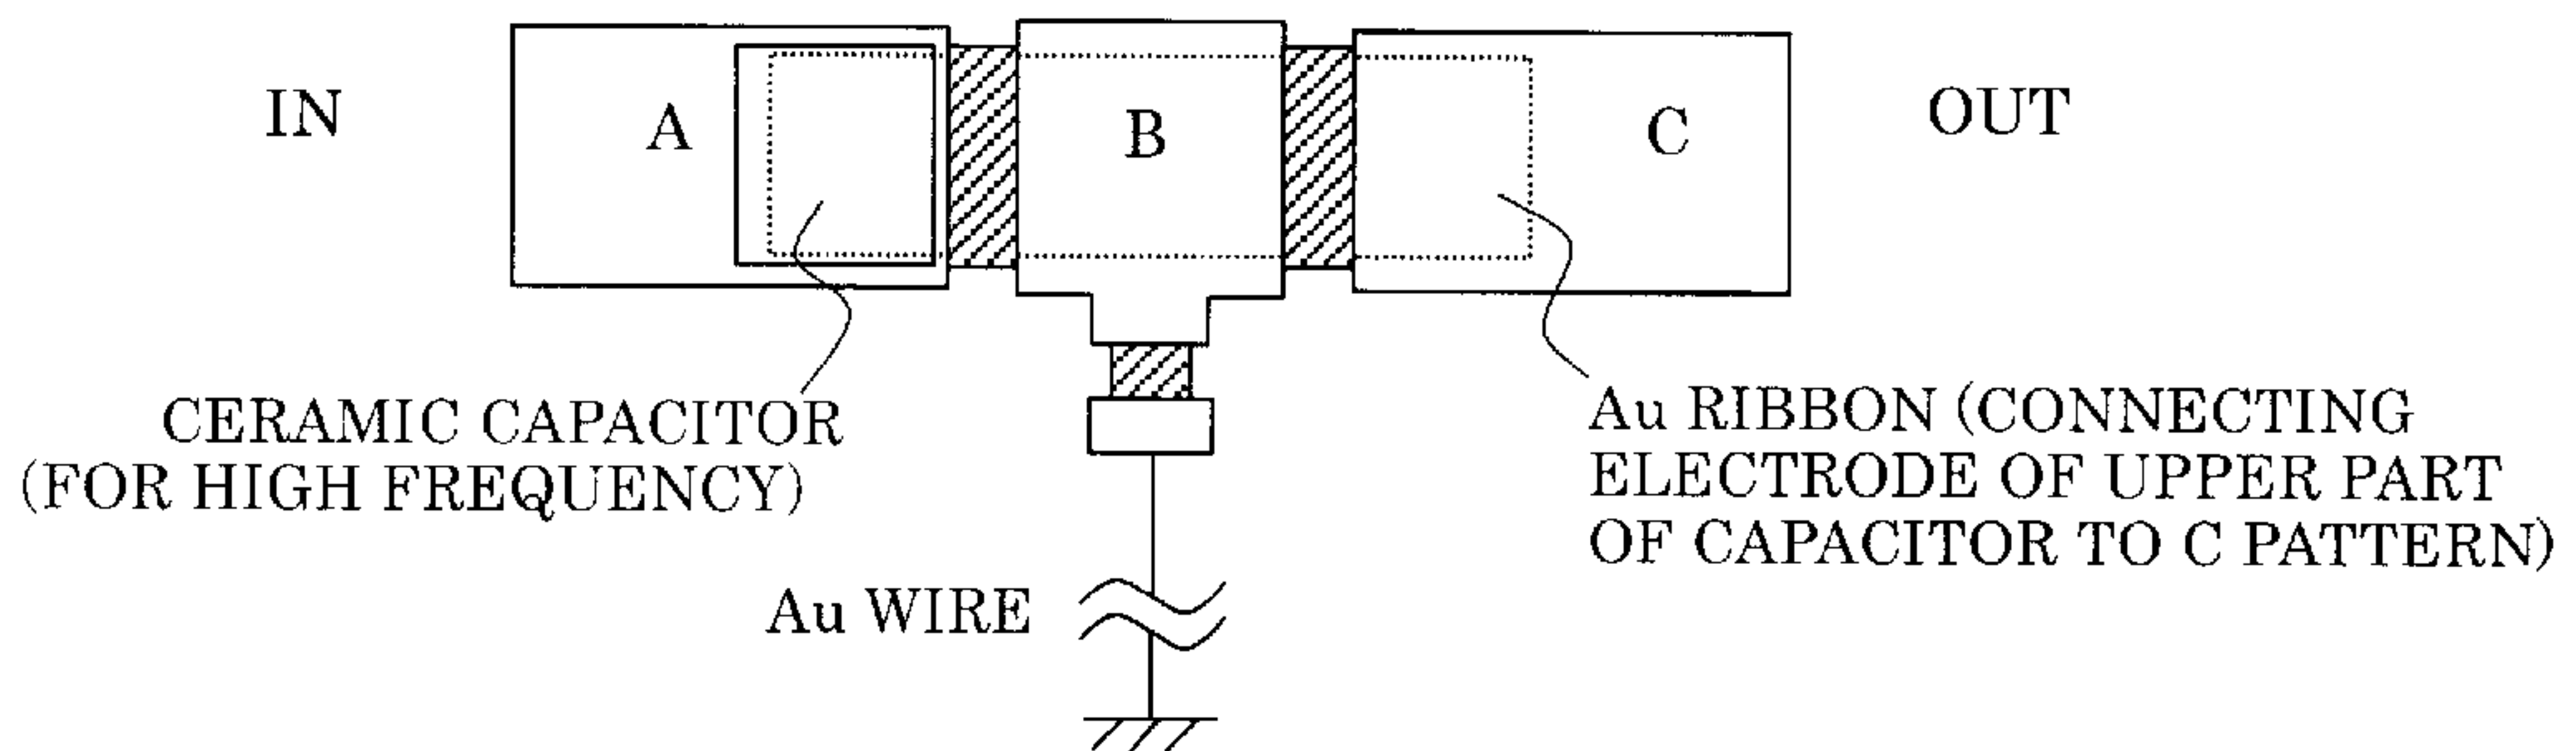 IN
A
B
C
OUT
CERAMIC CAPACITOR
(FOR HIGH FREQUENCY)
Au RIBBON (CONNECTING
ELECTRODE OF UPPER PART
OF CAPACITOR TO C PATTERN)
Au WIRE